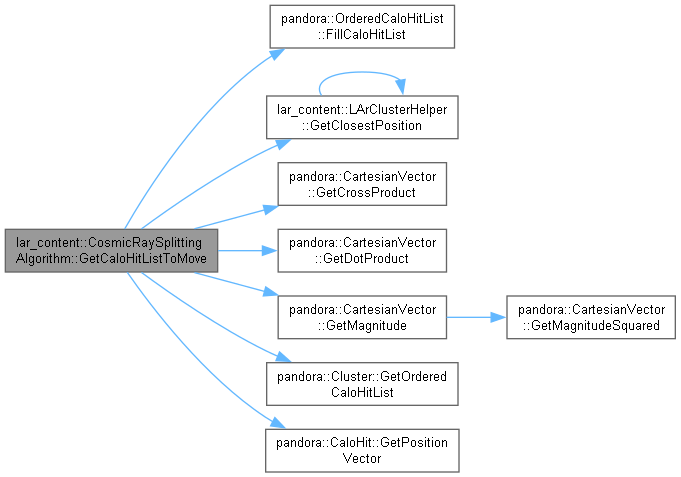 pandora::OrderedCaloHitList
::FillCaloHitList
lar_content::LArClusterHelper
::GetClosestPosition
pandora::CartesianVector
::GetCrossProduct
lar_content::CosmicRaySplitting
Algorithm::GetCaloHitListToMove
pandora::CartesianVector
::GetDotProduct
pandora::CartesianVector
::GetMagnitude
pandora::CartesianVector
::GetMagnitudeSquared
pandora::Cluster::GetOrdered
CaloHitList
pandora::CaloHit::GetPosition
Vector